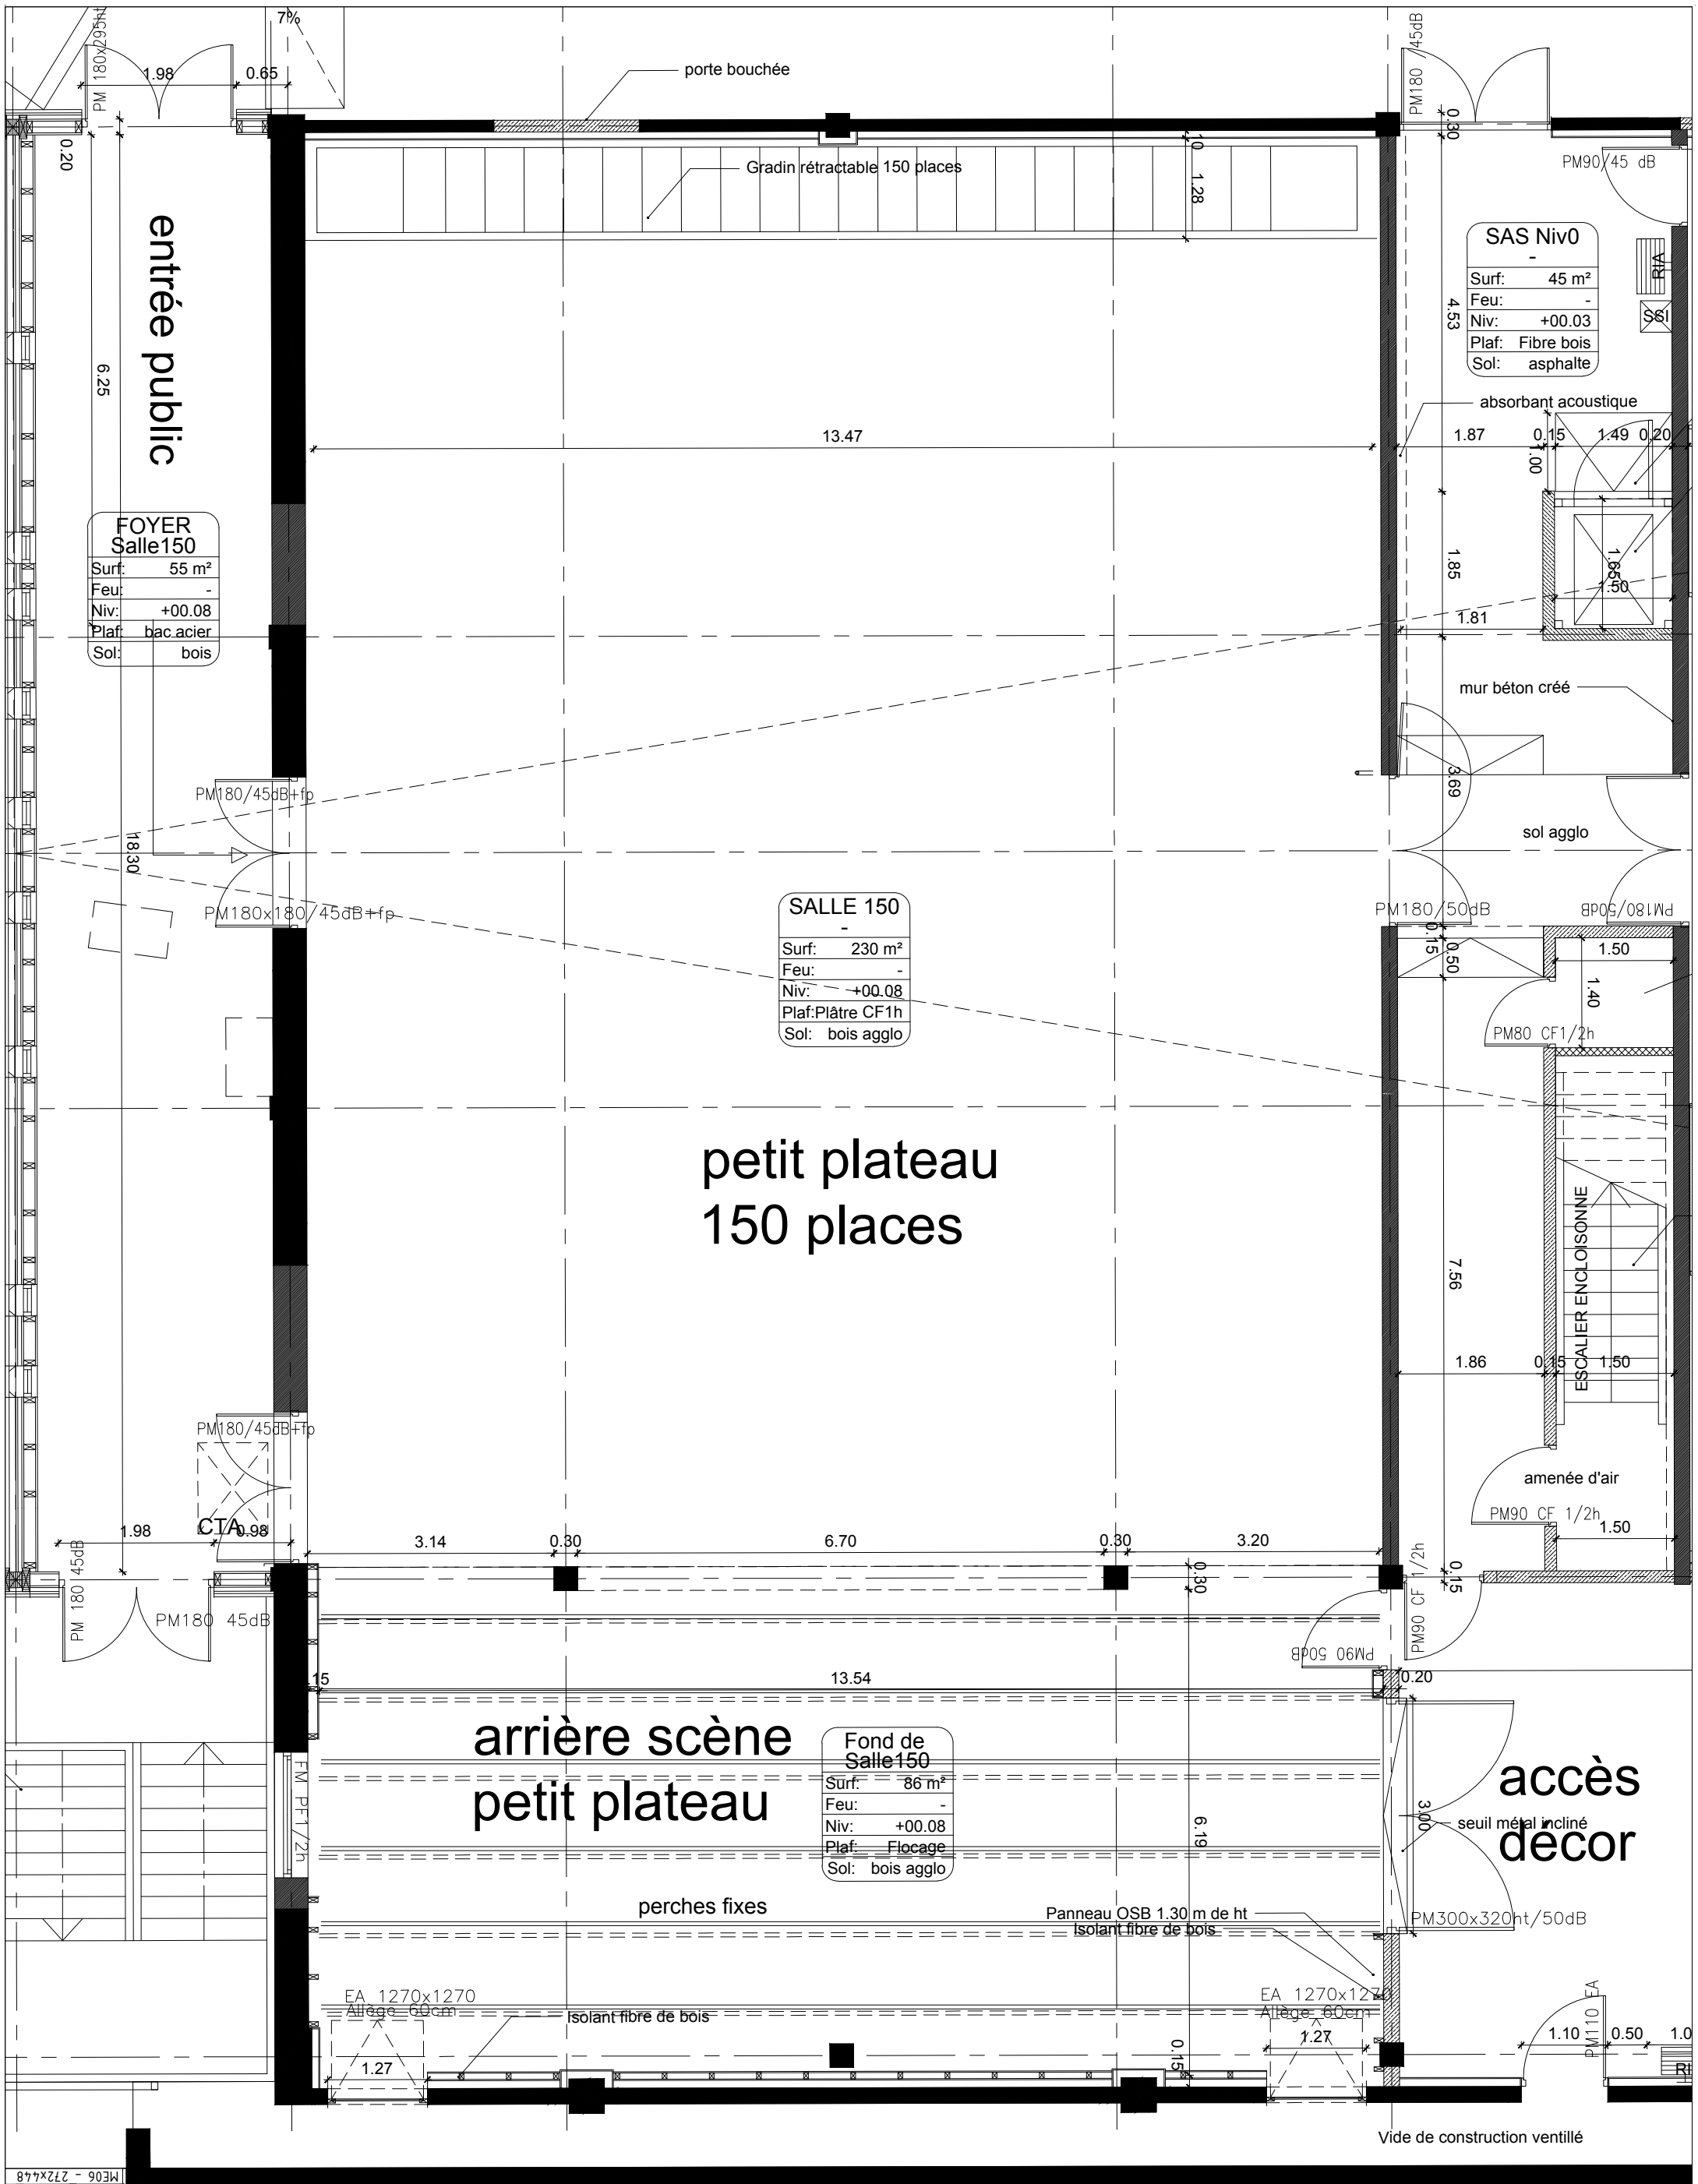 7%
PM 180x295ht
1.98
0.65
porte bouchée
PM180 /45dB
0.30
0.20
Gradin rétractable 150 places
10
1.28
PM90/45 dB
entrée public
6.25
SAS Niv0
-
Surf: 45 m²
Feu: -
Niv: +00.03
Plaf: Fibre bois
Sol: asphalte
RIA
SSI
4.53
absorbant acoustique
13.47
1.87
0.15
1.49
0.20
1.00
FOYER
Salle150
Surf: 55 m²
Feu: -
Niv: +00.08
Plaf: bac acier
Sol: bois
1.85
1.655
1.50
1.81
mur béton créé
PM180/45dB+fp
3.69
18.30
sol agglo
PM180x180/45dB+fp
SALLE 150
-
Surf: 230 m²
Feu: -
Niv: +00.08
Plaf:Plâtre CF1h
Sol: bois agglo
PM180/50dB
PM180/50dB
0.15
0.50
1.50
1.40
PM80 CF1/2h
petit plateau
150 places
ESCALIER ENCLOISONNE
7.56
1.86
0.15
1.50
PM180/45dB+fp
amenée d'air
PM90 CF 1/2h
1.50
CTA
1.98
0.98
3.14
0.30
6.70
0.30
3.20
0.30
0.15
PM 180 45dB
PM180 45dB
PM90 CF 1/2h
PM90 50dB
15
13.54
0.20
arrière scène
petit plateau
Fond de
Salle150
Surf: 86 m²
Feu: -
Niv: +00.08
Plaf: Flocage
Sol: bois agglo
FM PF1/2h
6.19
3.00
accès
seuil métal incliné
décor
perches fixes
Panneau OSB 1.30 m de ht
Isolant fibre de bois
PM300x320ht/50dB
EA 1270x1270
Allège 60cm
Isolant fibre de bois
EA 1270x1270
Allège 60cm
1.27
1.27
0.15
PM110 EA
1.10
0.50
1.0
RI
Vide de construction ventillé
ME06 - 272x448